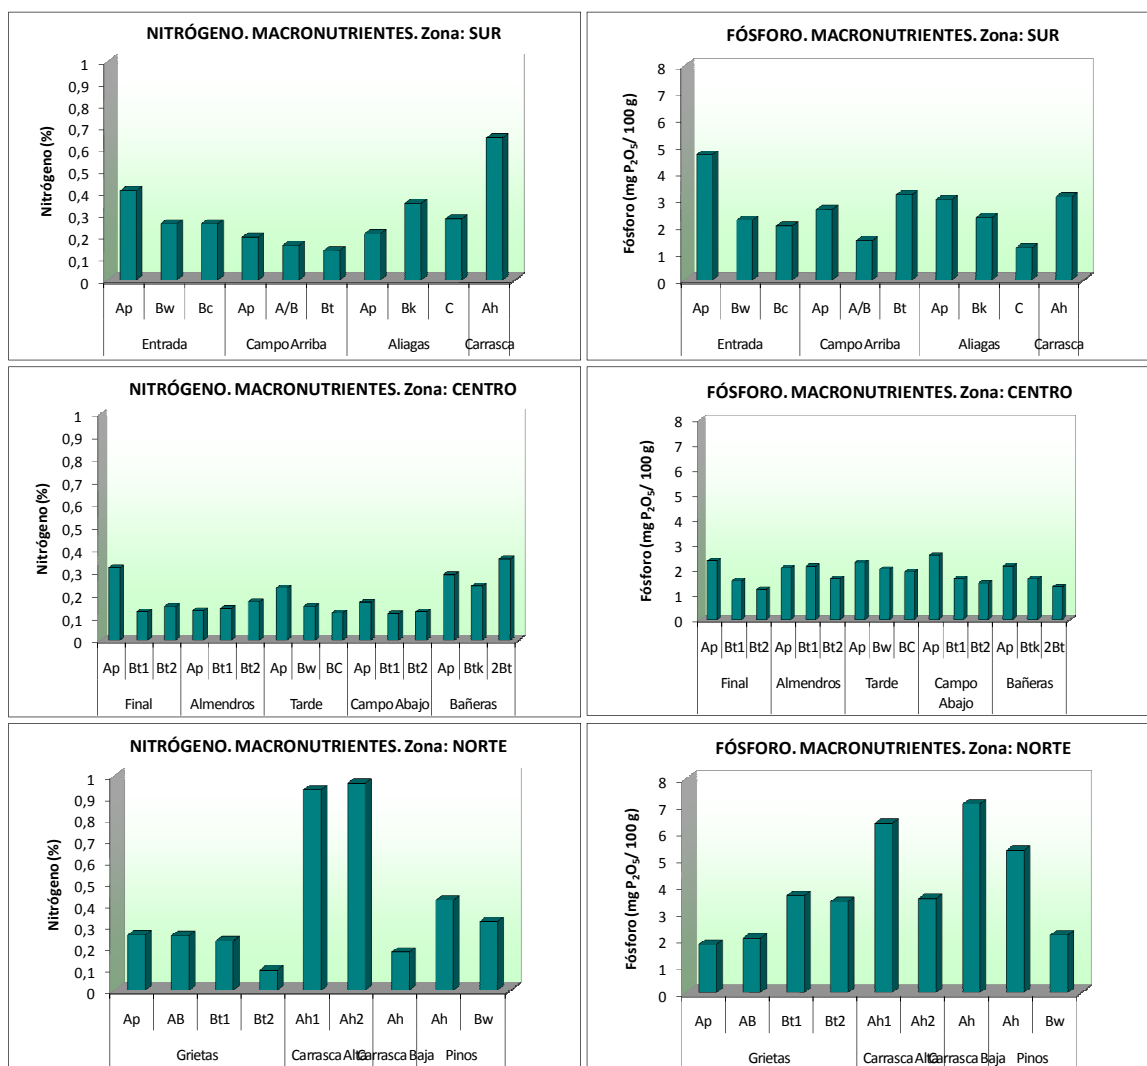 NITRÓGENO. MACRONUTRIENTES. Zona: SUR
Nitrógeno (%)
1
0,9
0,8
0,7
0,6
0,5
0,4
0,3
0,2
0,1
0
Ap Bw Bc Ap A/B Bt Ap Bk C Ah
Entrada Campo Arriba Aliagas Carrasca
FÓSFORO. MACRONUTRIENTES. Zona: SUR
Fósforo (mg P₂O₅/ 100 g)
8
7
6
5
4
3
2
1
0
Ap Bw Bc Ap A/B Bt Ap Bk C Ah
Entrada Campo Arriba Aliagas Carrasca
NITRÓGENO. MACRONUTRIENTES. Zona: CENTRO
Nitrógeno (%)
1
0,9
0,8
0,7
0,6
0,5
0,4
0,3
0,2
0,1
0
Ap Bt1 Bt2 Ap Bt1 Bt2 Ap Bw BC Ap Bt1 Bt2 Ap Btk 2Bt
Final Almendros Tarde Campo Abajo Bañeras
FÓSFORO. MACRONUTRIENTES. Zona: CENTRO
Fósforo (mg P₂O₅/ 100 g)
8
7
6
5
4
3
2
1
0
Ap Bt1 Bt2 Ap Bt1 Bt2 Ap Bw BC Ap Bt1 Bt2 Ap Btk 2Bt
Final Almendros Tarde Campo Bañeras
Abajo
NITRÓGENO. MACRONUTRIENTES. Zona: NORTE
Nitrógeno (%)
1
0,9
0,8
0,7
0,6
0,5
0,4
0,3
0,2
0,1
0
Ap AB Bt1 Bt2 Ah1 Ah2 Ah Ah Bw
Grietas Carrasca Alta Carrasca Baja Pinos
FÓSFORO. MACRONUTRIENTES. Zona: NORTE
Fósforo (mg P₂O₅/ 100 g)
8
7
6
5
4
3
2
1
0
Ap AB Bt1 Bt2 Ah1 Ah2 Ah Ah Bw
Grietas Carrasca Alta Carrasca Baja Pinos